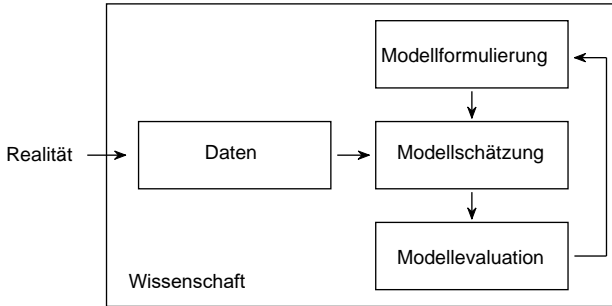 Modellformulierung
Realität
Daten
Modellschätzung
Modellevaluation
Wissenschaft